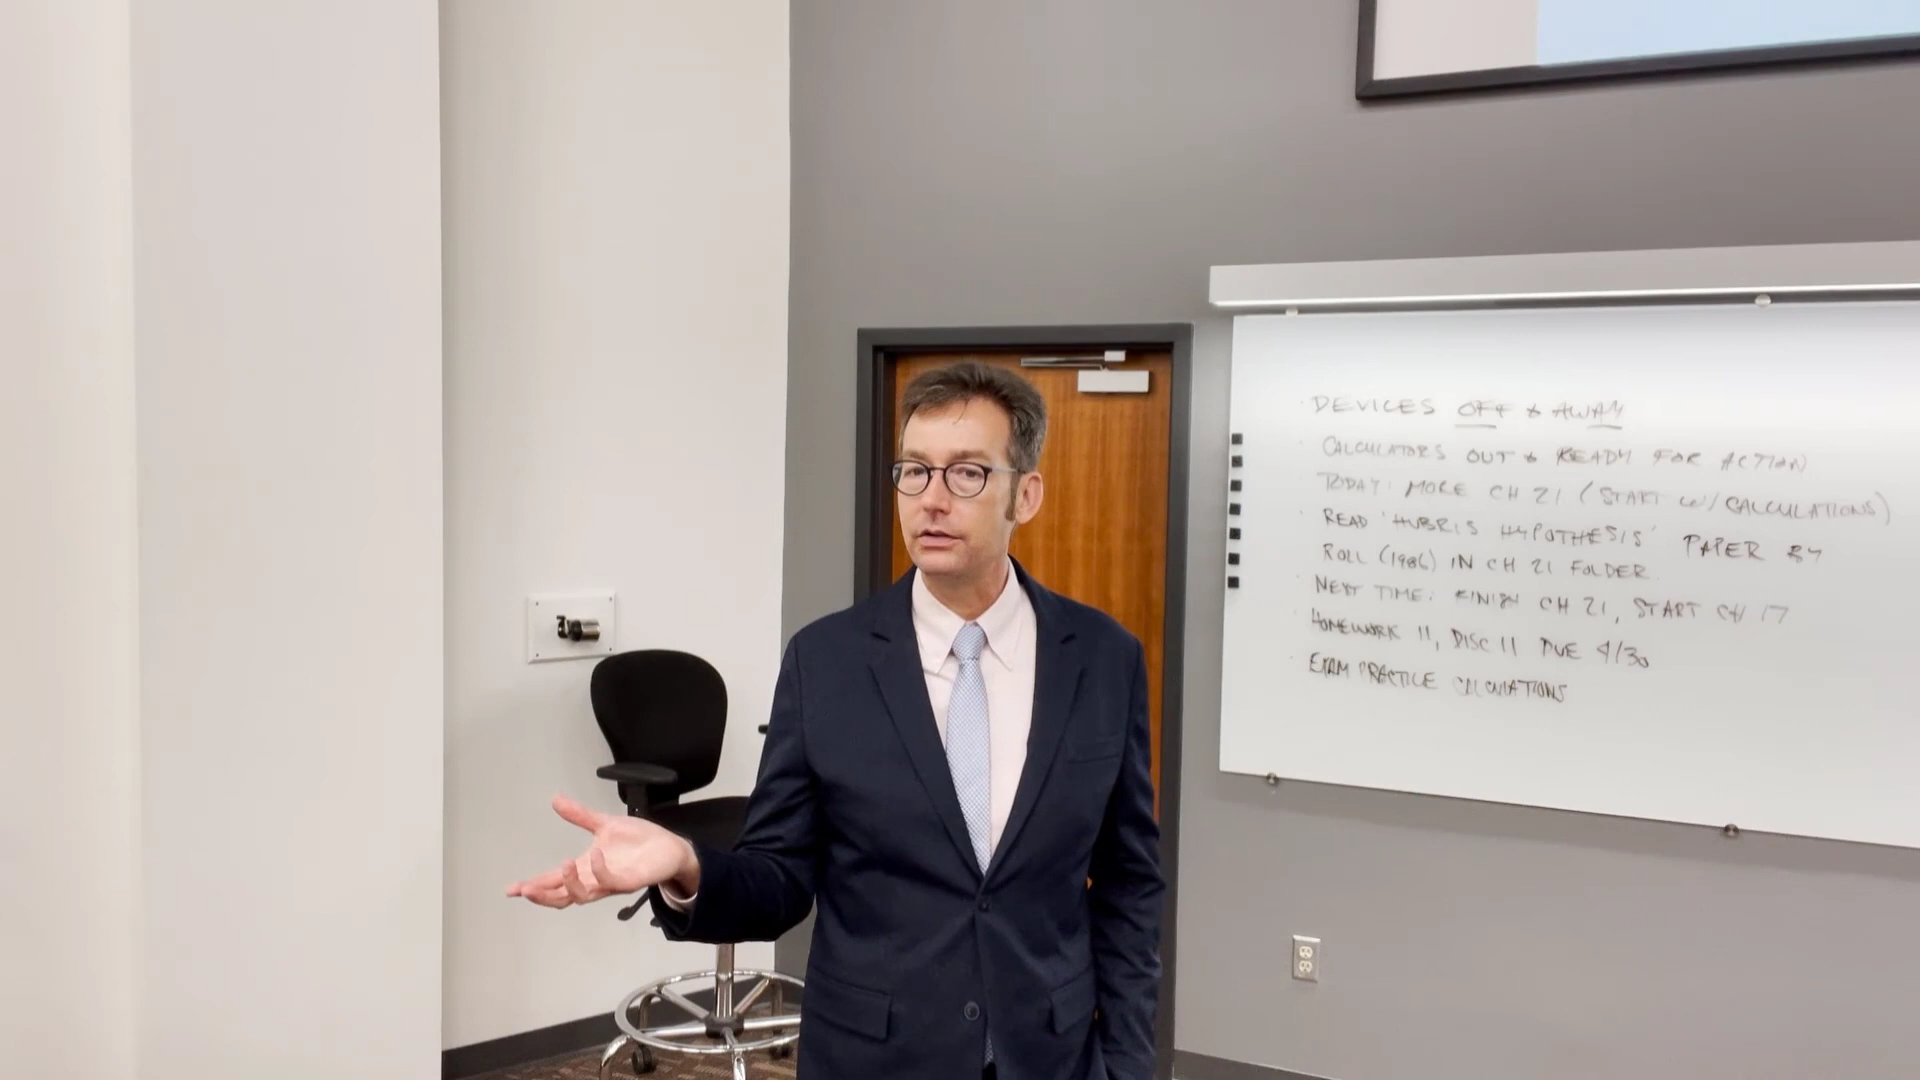 · DEVICES OFF & AWAY
· CALCULATORS OUT & READY FOR ACTION
TODAY: MORE CH 21 (START W/ CALCULATIONS)
· READ 'HUBRIS HYPOTHESIS' PAPER BY
ROLL (1986) IN CH 21 FOLDER.
· NEXT TIME: FINISH CH 21, START CH 17
· HOMEWORK 11, DISC 11 DUE 4/30
· EXAM PRACTICE CALCULATIONS